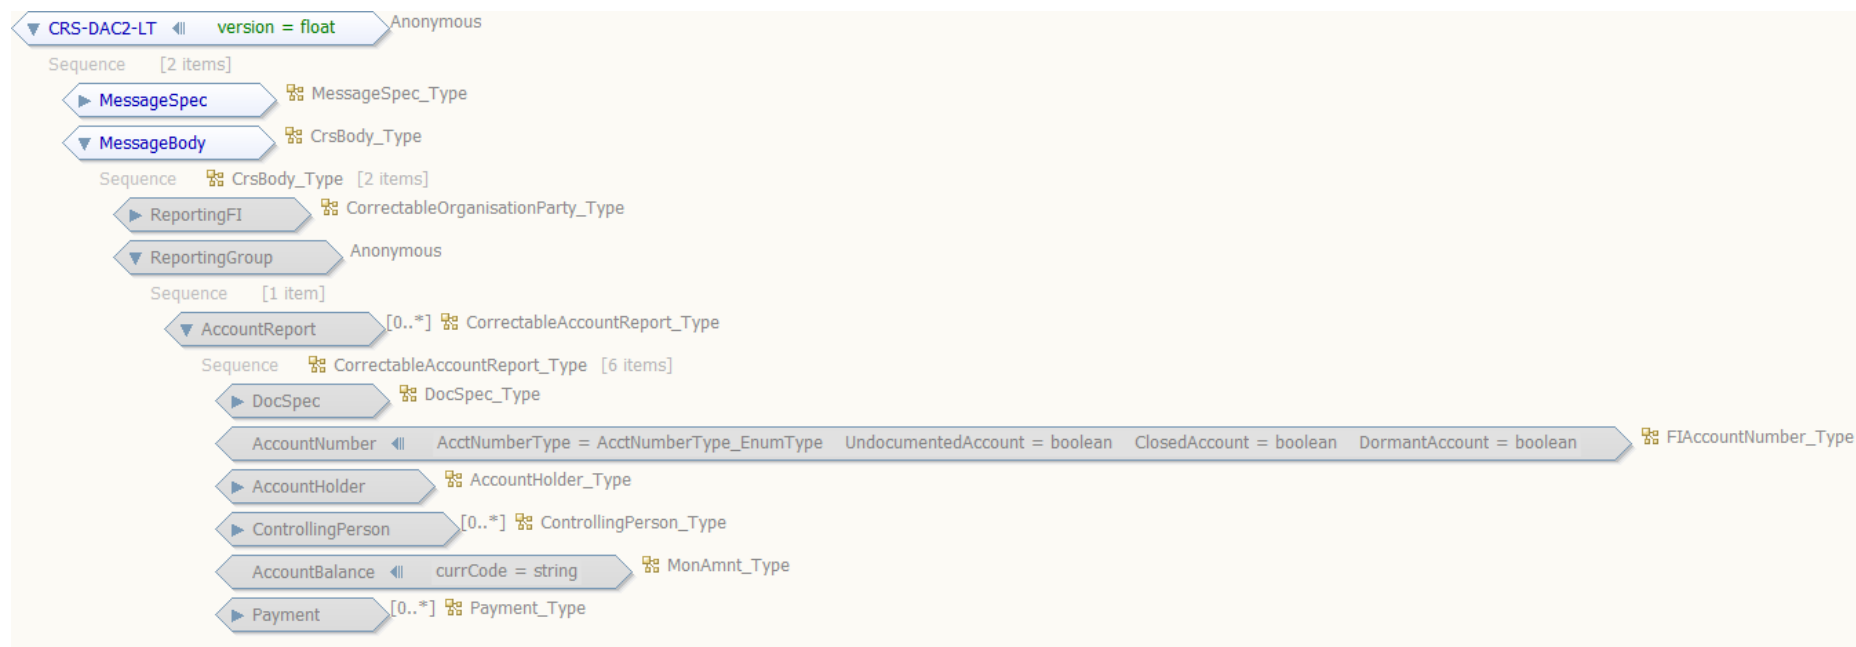 CRS-DAC2-LT version = float Anonymous
Sequence [2 items]
MessageSpec MessageSpec_Type
MessageBody CrsBody_Type
Sequence CrsBody_Type [2 items]
ReportingFI CorrectableOrganisationParty_Type
ReportingGroup Anonymous
Sequence [1 item]
AccountReport [0..*] CorrectableAccountReport_Type
Sequence CorrectableAccountReport_Type [6 items]
DocSpec DocSpec_Type
AccountNumber AcctNumberType = AcctNumberType_EnumType UndocumentedAccount = boolean ClosedAccount = boolean DormantAccount = boolean FIAccountNumber_Type
AccountHolder AccountHolder_Type
ControllingPerson [0..*] ControllingPerson_Type
AccountBalance currCode = string MonAmnt_Type
Payment [0..*] Payment_Type